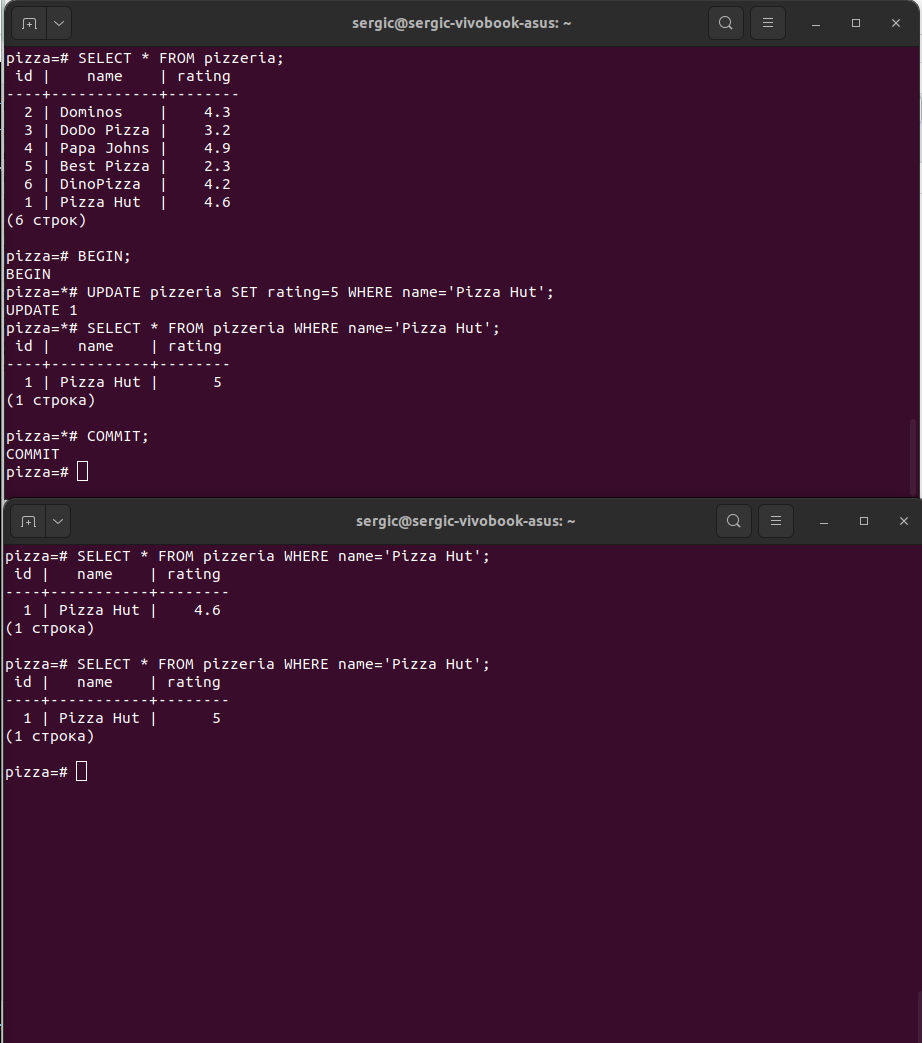 sergic@sergic-vivobook-asus: ~
pizza=# SELECT * FROM pizzeria;
 id |    name    | rating
----+------------+--------
  2 | Dominos    |    4.3
  3 | DoDo Pizza |    3.2
  4 | Papa Johns |    4.9
  5 | Best Pizza |    2.3
  6 | DinoPizza  |    4.2
  1 | Pizza Hut  |    4.6
(6 строк)

pizza=# BEGIN;
BEGIN
pizza=*# UPDATE pizzeria SET rating=5 WHERE name='Pizza Hut';
UPDATE 1
pizza=*# SELECT * FROM pizzeria WHERE name='Pizza Hut';
 id |   name    | rating
----+-----------+--------
  1 | Pizza Hut |      5
(1 строка)

pizza=*# COMMIT;
COMMIT
pizza=#
sergic@sergic-vivobook-asus: ~
pizza=# SELECT * FROM pizzeria WHERE name='Pizza Hut';
 id |   name    | rating
----+-----------+--------
  1 | Pizza Hut |    4.6
(1 строка)

pizza=# SELECT * FROM pizzeria WHERE name='Pizza Hut';
 id |   name    | rating
----+-----------+--------
  1 | Pizza Hut |      5
(1 строка)

pizza=#